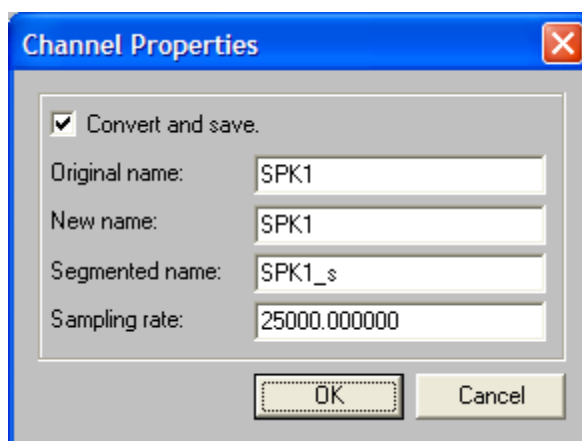 Channel Properties
Convert and save.
Original name: SPK1
New name: SPK1
Segmented name: SPK1_s
Sampling rate: 25000.000000
OK Cancel